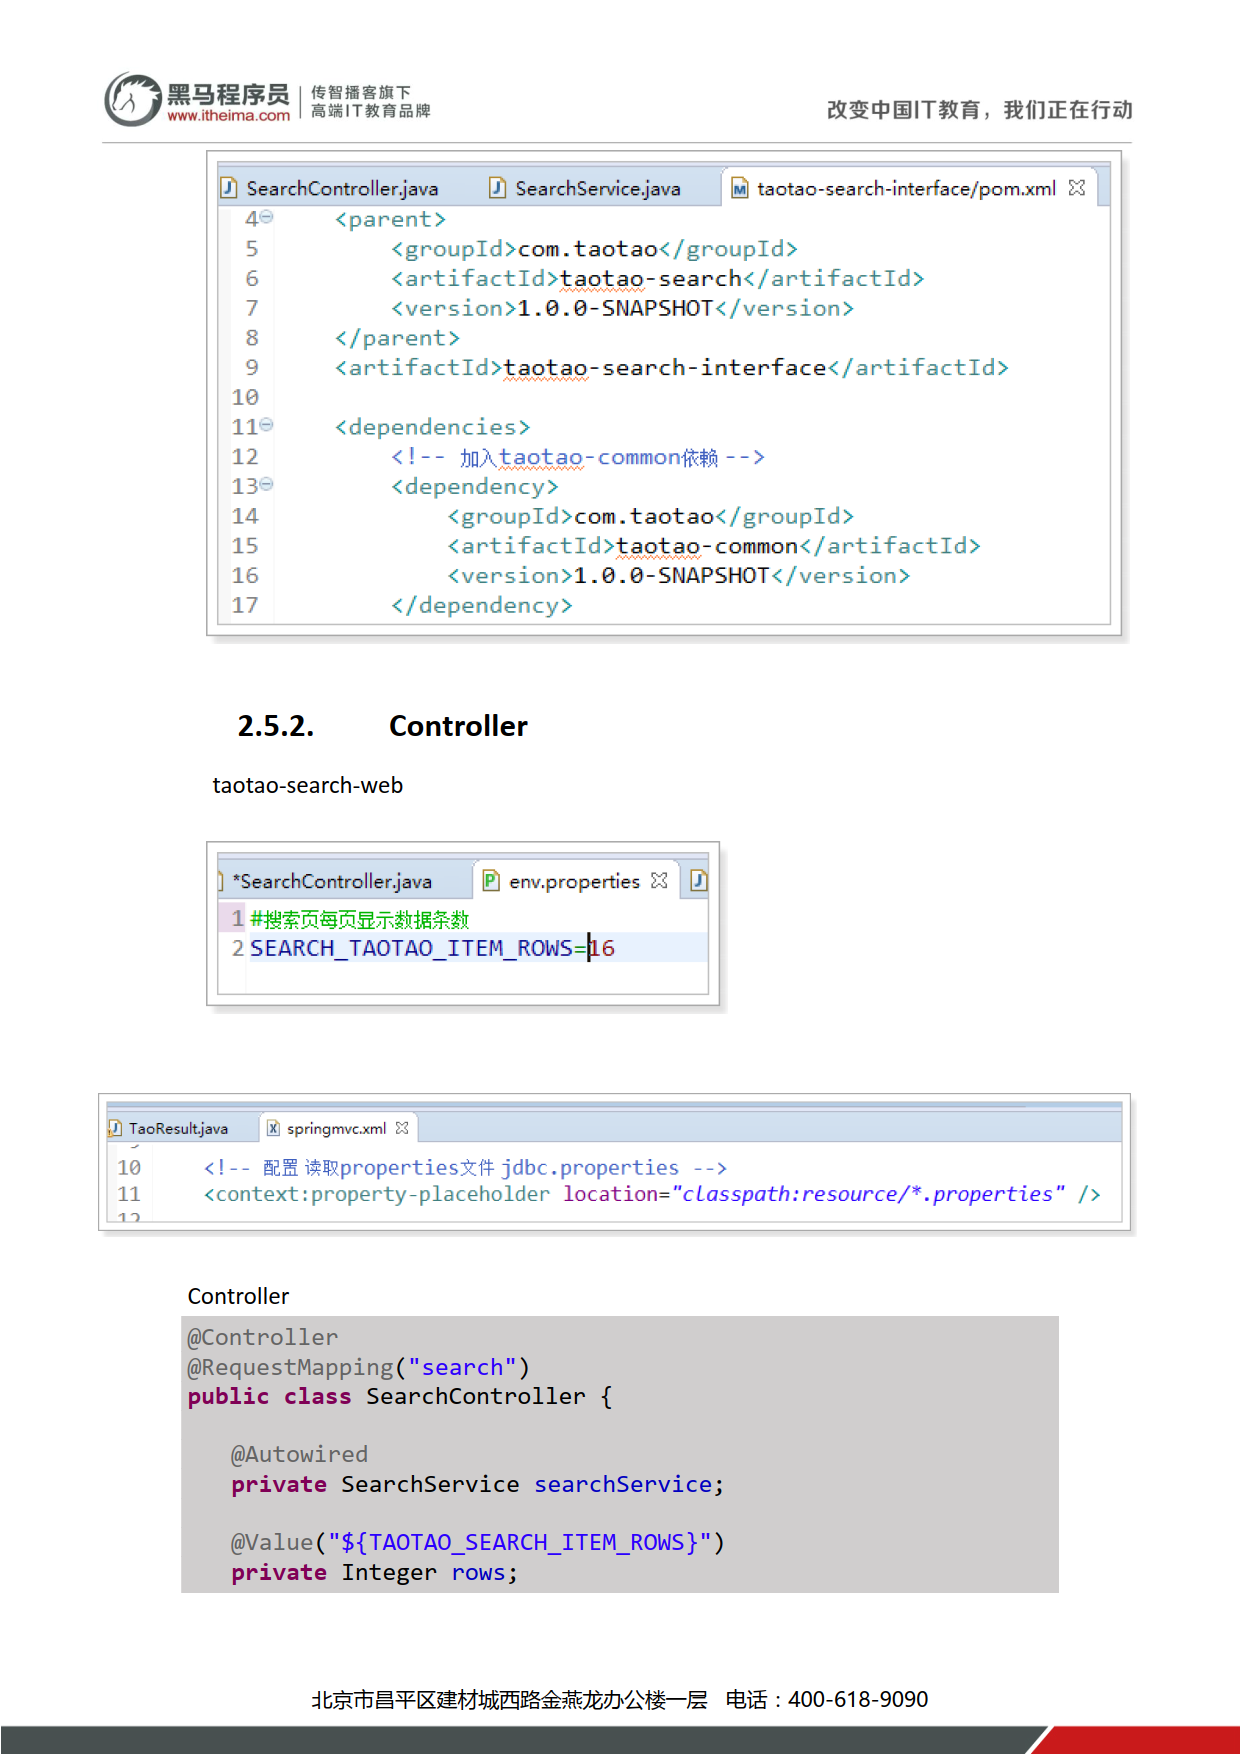 黑马程序员
www.itheima.com
传智播客旗下
高端IT教育品牌
改变中国IT教育，我们正在行动
SearchController.java SearchService.java taotao-search-interface/pom.xml
4 <parent>
5 <groupId>com.taotao</groupId>
6 <artifactId>taotao-search</artifactId>
7 <version>1.0.0-SNAPSHOT</version>
8 </parent>
9 <artifactId>taotao-search-interface</artifactId>
10
11 <dependencies>
12 <!-- 加入taotao-common依赖 -->
13 <dependency>
14 <groupId>com.taotao</groupId>
15 <artifactId>taotao-common</artifactId>
16 <version>1.0.0-SNAPSHOT</version>
17 </dependency>
2.5.2. Controller
taotao-search-web
*SearchController.java env.properties
1 #搜索页每页显示数据条数
2 SEARCH_TAOTAO_ITEM_ROWS=16
TaoResult.java springmvc.xml
10 <!-- 配置 读取properties文件 jdbc.properties -->
11 <context:property-placeholder location="classpath:resource/*.properties" />
12
Controller
@Controller
@RequestMapping("search")
public class SearchController {
@Autowired
private SearchService searchService;
@Value("${TAOTAO_SEARCH_ITEM_ROWS}")
private Integer rows;
北京市昌平区建材城西路金燕龙办公楼一层 电话：400-618-9090